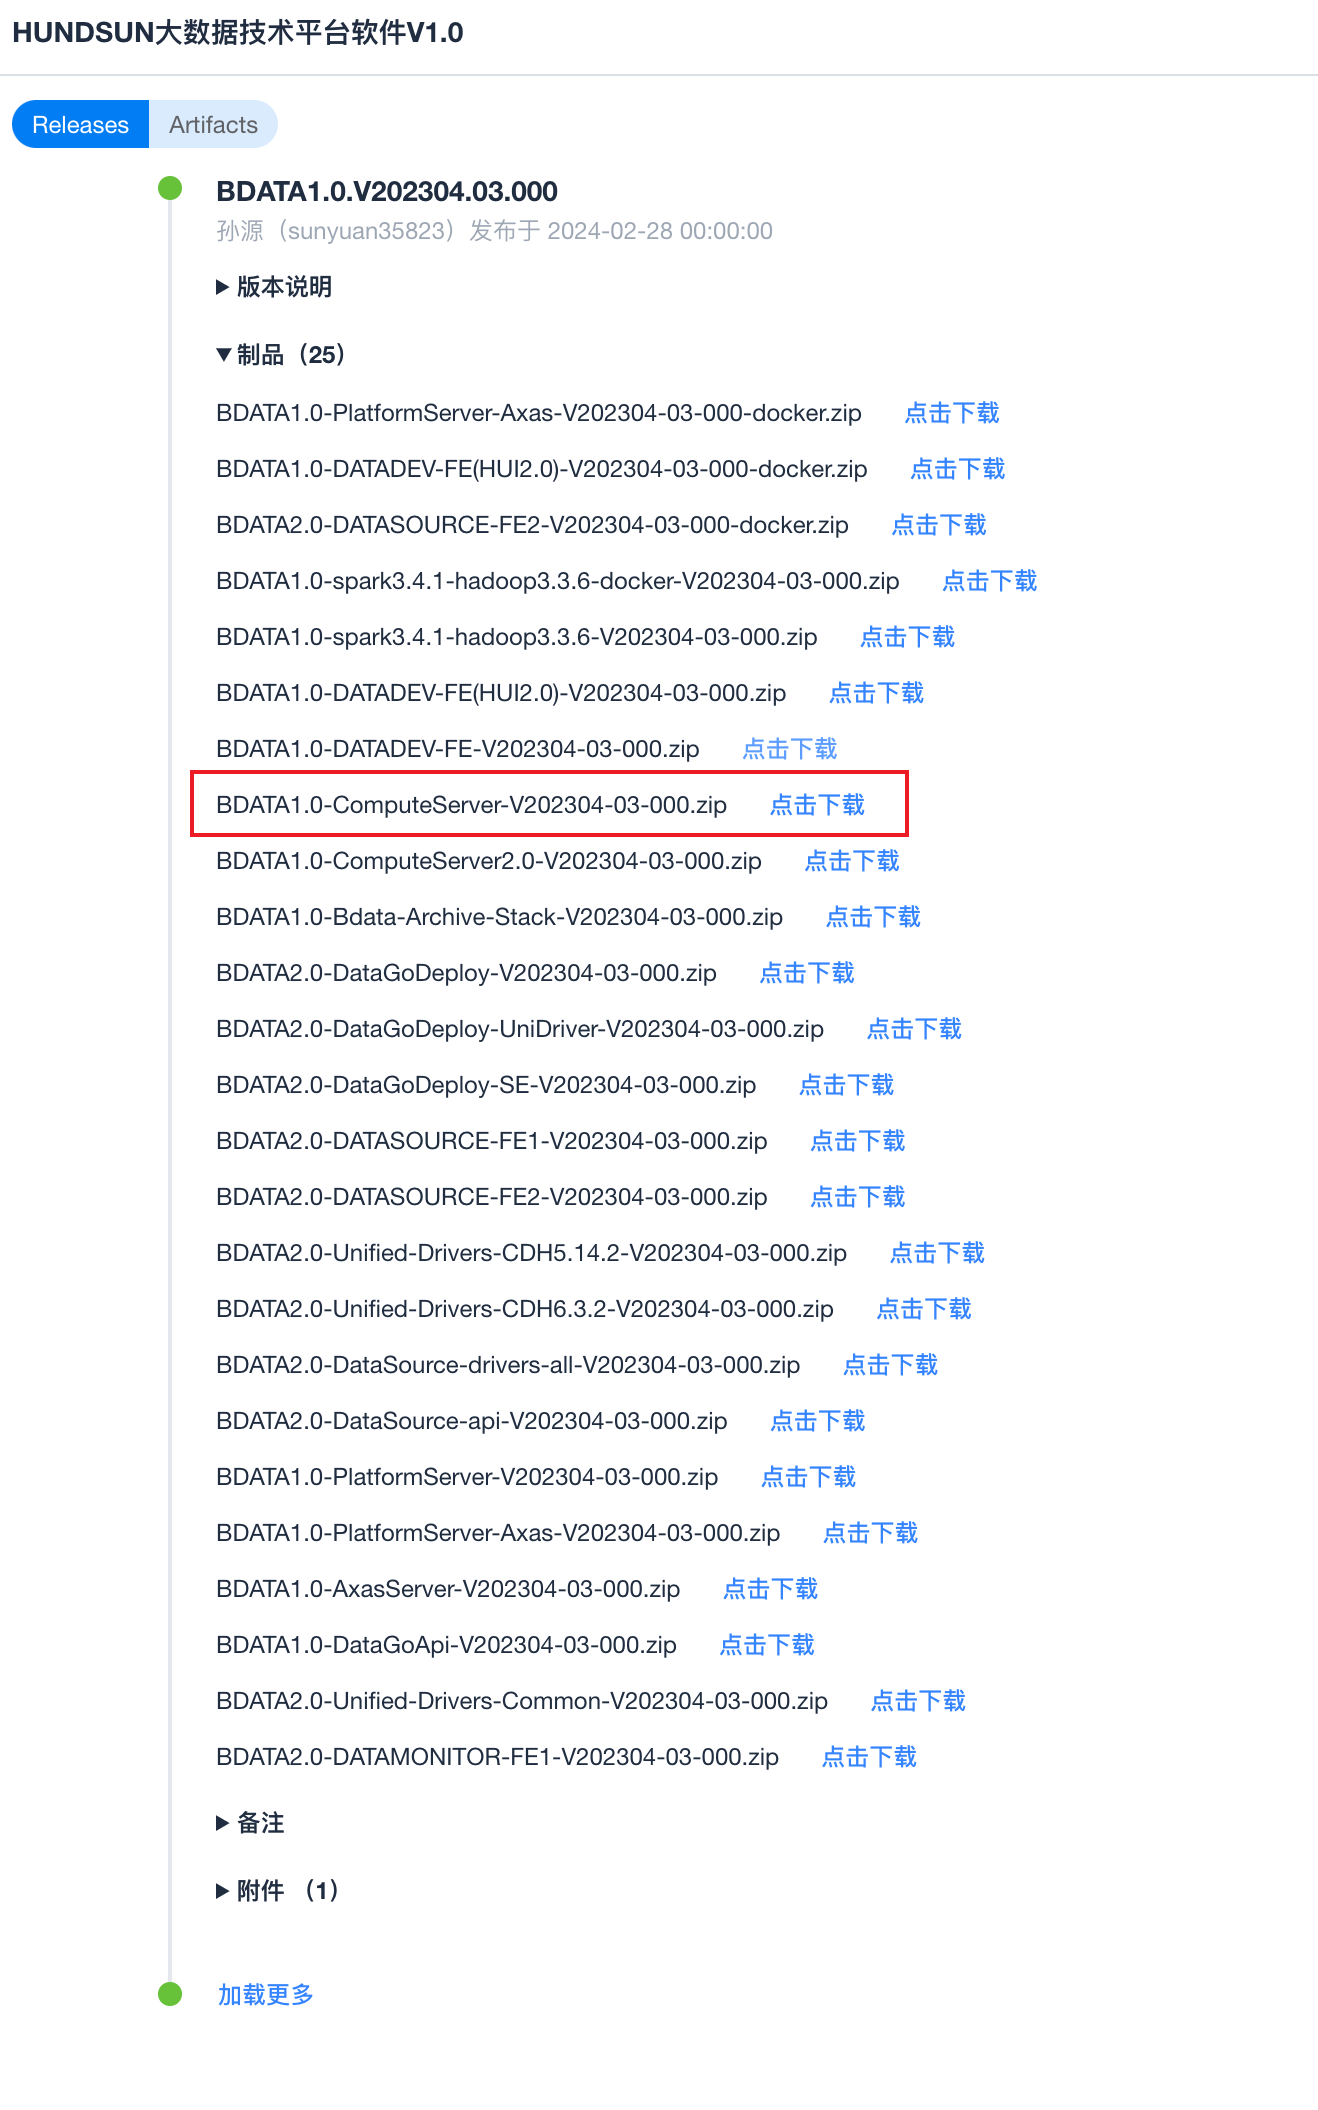 HUNDSUN大数据技术平台软件V1.0
Releases Artifacts
BDATA1.0.V202304.03.000
孙源（sunyuan35823）发布于 2024-02-28 00:00:00
版本说明
制品（25）
BDATA1.0-PlatformServer-Axas-V202304-03-000-docker.zip 点击下载
BDATA1.0-DATADEV-FE(HUI2.0)-V202304-03-000-docker.zip 点击下载
BDATA2.0-DATASOURCE-FE2-V202304-03-000-docker.zip 点击下载
BDATA1.0-spark3.4.1-hadoop3.3.6-docker-V202304-03-000.zip 点击下载
BDATA1.0-spark3.4.1-hadoop3.3.6-V202304-03-000.zip 点击下载
BDATA1.0-DATADEV-FE(HUI2.0)-V202304-03-000.zip 点击下载
BDATA1.0-DATADEV-FE-V202304-03-000.zip 点击下载
BDATA1.0-ComputeServer-V202304-03-000.zip 点击下载
BDATA1.0-ComputeServer2.0-V202304-03-000.zip 点击下载
BDATA1.0-Bdata-Archive-Stack-V202304-03-000.zip 点击下载
BDATA2.0-DataGoDeploy-V202304-03-000.zip 点击下载
BDATA2.0-DataGoDeploy-UniDriver-V202304-03-000.zip 点击下载
BDATA2.0-DataGoDeploy-SE-V202304-03-000.zip 点击下载
BDATA2.0-DATASOURCE-FE1-V202304-03-000.zip 点击下载
BDATA2.0-DATASOURCE-FE2-V202304-03-000.zip 点击下载
BDATA2.0-Unified-Drivers-CDH5.14.2-V202304-03-000.zip 点击下载
BDATA2.0-Unified-Drivers-CDH6.3.2-V202304-03-000.zip 点击下载
BDATA2.0-DataSource-drivers-all-V202304-03-000.zip 点击下载
BDATA2.0-DataSource-api-V202304-03-000.zip 点击下载
BDATA1.0-PlatformServer-V202304-03-000.zip 点击下载
BDATA1.0-PlatformServer-Axas-V202304-03-000.zip 点击下载
BDATA1.0-AxasServer-V202304-03-000.zip 点击下载
BDATA1.0-DataGoApi-V202304-03-000.zip 点击下载
BDATA2.0-Unified-Drivers-Common-V202304-03-000.zip 点击下载
BDATA2.0-DATAMONITOR-FE1-V202304-03-000.zip 点击下载
备注
附件 （1）
加载更多